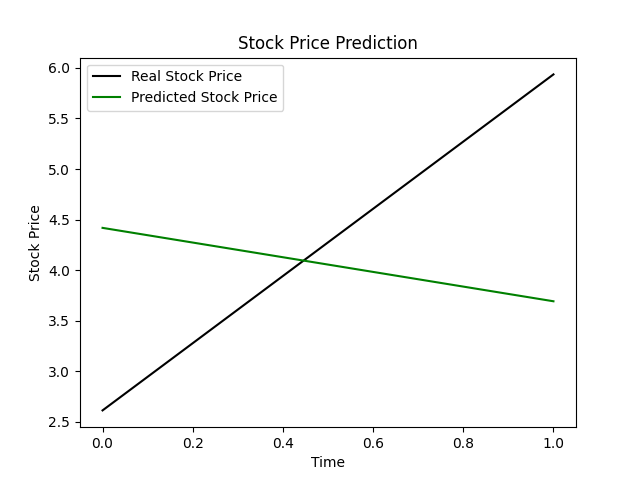 Stock Price Prediction
Real Stock Price
Predicted Stock Price
6.0
5.5
5.0
4.5
4.0
3.5
3.0
2.5
Stock Price
0.0 0.2 0.4 0.6 0.8 1.0
Time